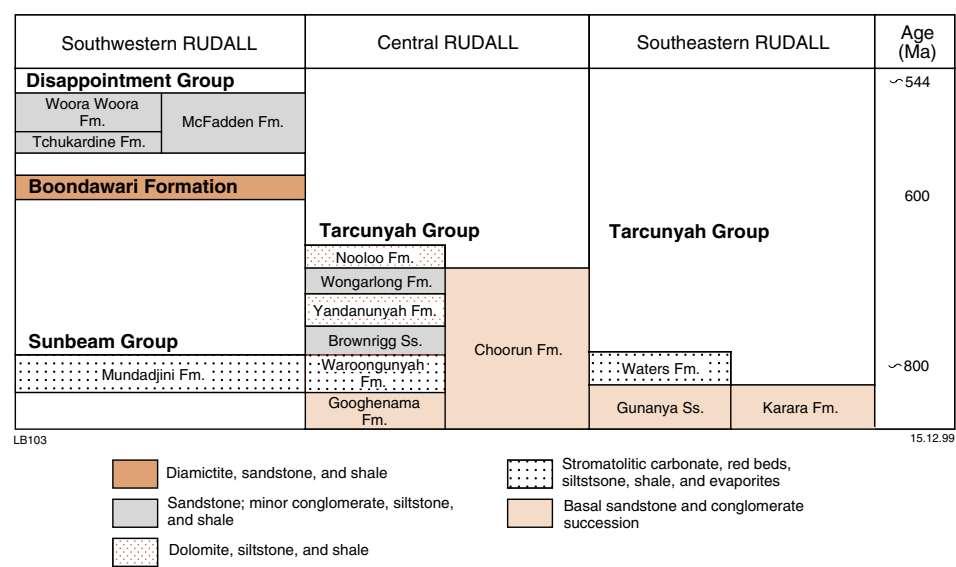 Southwestern RUDALL
Central RUDALL
Southeastern RUDALL
Age
(Ma)
Disappointment Group
Woora Woora
Fm.
McFadden Fm.
Tchukardine Fm.
~544
Boondawari Formation
600
Tarcunyah Group
Tarcunyah Group
Nooloo Fm.
Wongarlong Fm.
Yandanunyah Fm.
Brownrigg Ss.
Choorun Fm.
Sunbeam Group
Mundadjini Fm.
Waroongunyah
Fm.
Waters Fm.
~800
Googhenama
Fm.
Gunanya Ss.
Karara Fm.
LB103
15.12.99
Diamictite, sandstone, and shale
Sandstone; minor conglomerate, siltstone,
and shale
Dolomite, siltstone, and shale
Stromatolitic carbonate, red beds,
siltstsone, shale, and evaporites
Basal sandstone and conglomerate
succession